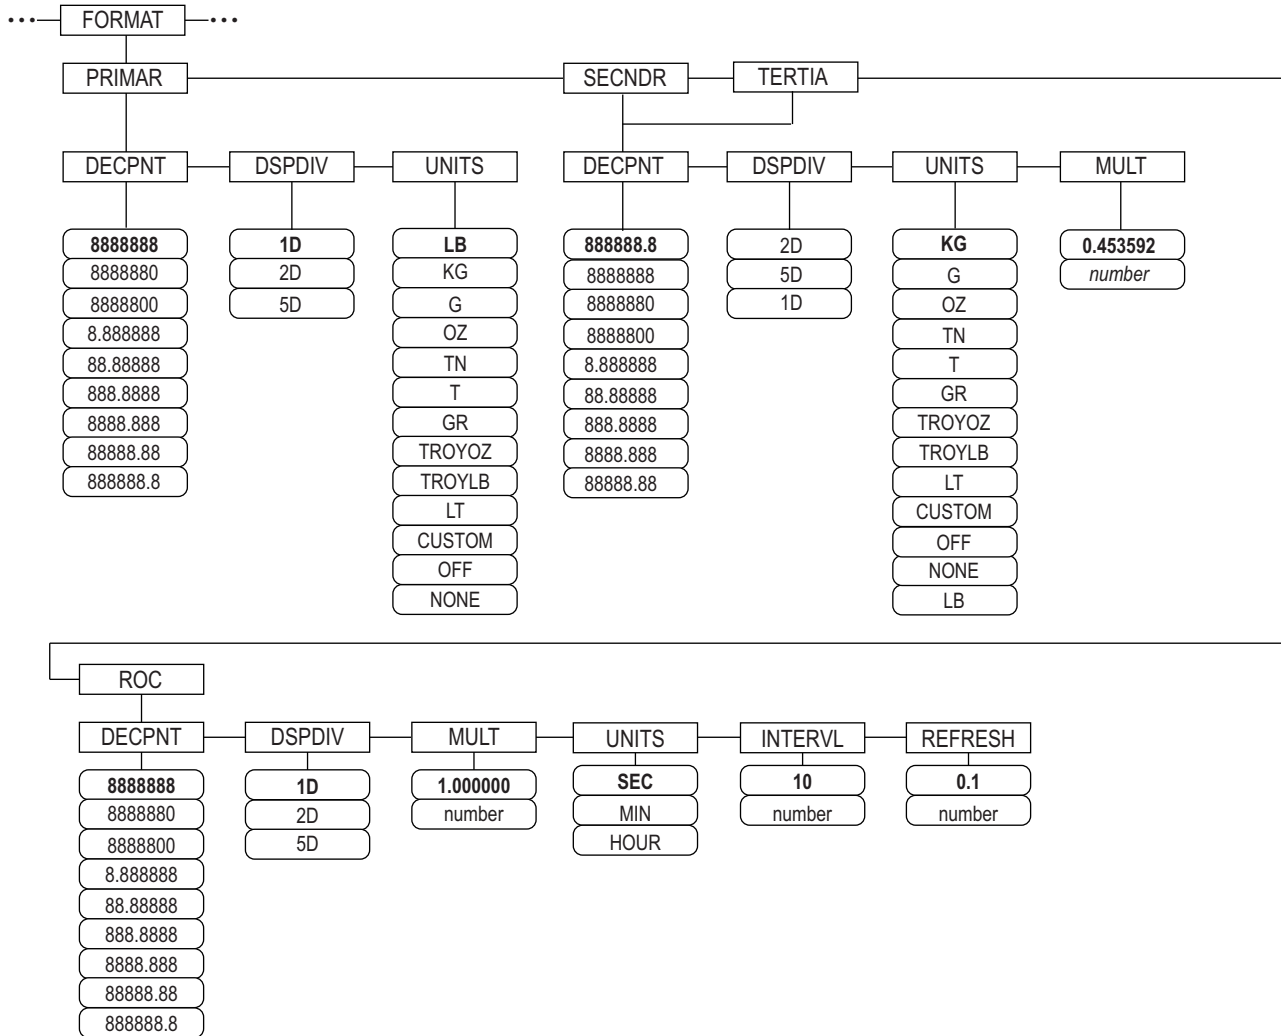 ••• FORMAT •••
PRIMAR SECNDR TERTIA
DECPNT DSPDIV UNITS DECPNT DSPDIV UNITS MULT
8888888 1D LB 888888.8 2D KG 0.453592
8888880 2D KG 8888888 5D G number
8888800 5D G 8888880 1D OZ
8.888888 OZ 8888800 TN
88.88888 TN 8.888888 T
888.8888 T 88.88888 GR
8888.888 GR 888.8888 TROYOZ
88888.88 TROYOZ 8888.888 TROYLB
888888.8 TROYLB 88888.88 LT
LT CUSTOM
CUSTOM OFF
OFF NONE
NONE LB
ROC
DECPNT DSPDIV MULT UNITS INTERVL REFRESH
8888888 1D 1.000000 SEC 10 0.1
8888880 2D number MIN number number
8888800 5D HOUR
8.888888
88.88888
888.8888
8888.888
88888.88
888888.8